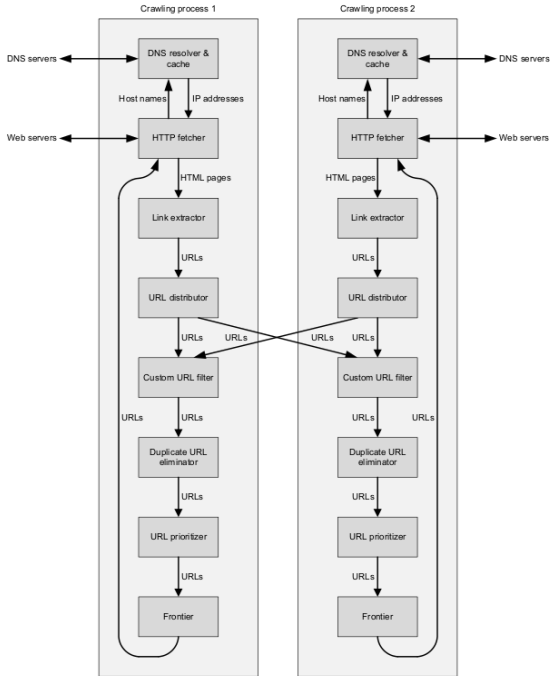 Crawling process 1
Crawling process 2
DNS servers
DNS resolver &
cache
DNS resolver &
cache
DNS servers
Host names
IP addresses
Host names
IP addresses
Web servers
HTTP fetcher
HTTP fetcher
Web servers
HTML pages
HTML pages
Link extractor
Link extractor
URLs
URLs
URL distributor
URL distributor
URLs
URLs
URLs
URLs
Custom URL filter
Custom URL filter
URLs
URLs
URLs
URLs
Duplicate URL
eliminator
Duplicate URL
eliminator
URLs
URLs
URL prioritizer
URL prioritizer
URLs
URLs
Frontier
Frontier